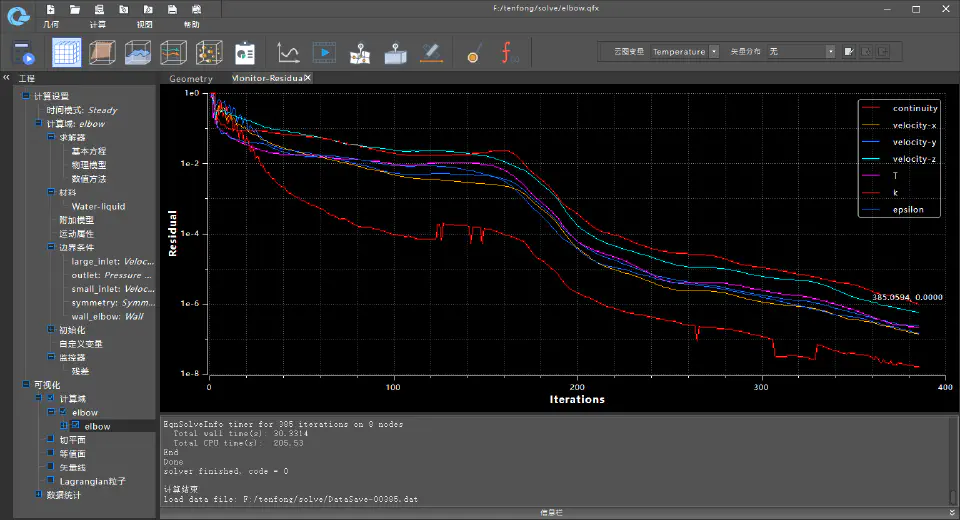 F:/tenfong/solve/elbow.qfx
几何 计算 视图 帮助
云图变量 Temperature 矢量分布 无
工程
Geometry Monitor-Residual
计算设置
时间模式: Steady
计算域: elbow
求解器
基本方程
物理模型
数值方法
材料
Water-liquid
附加模型
运动属性
边界条件
large_inlet: Veloc...
outlet: Pressure ...
small_inlet: Veloc...
symmetry: Symm...
wall_elbow: Wall
初始化
自定义变量
监控器
残差
可视化
计算域
elbow
elbow
切平面
等值面
矢量线
Lagrangian粒子
数据统计
1e0
1e-2
1e-4
1e-6
1e-8
Residual
0 100 200 300 400
Iterations
continuity
velocity-x
velocity-y
velocity-z
T
k
epsilon
385.0594, 0.0000
EqnSolveInfo timer for 385 iterations on 8 nodes
Total wall time(s): 30.3314
Total CPU time(s): 205.53
End
Done
solver finished, code = 0
计算结束
Load data file: F:/tenfong/solve/DataSave-00385.dat
信息栏